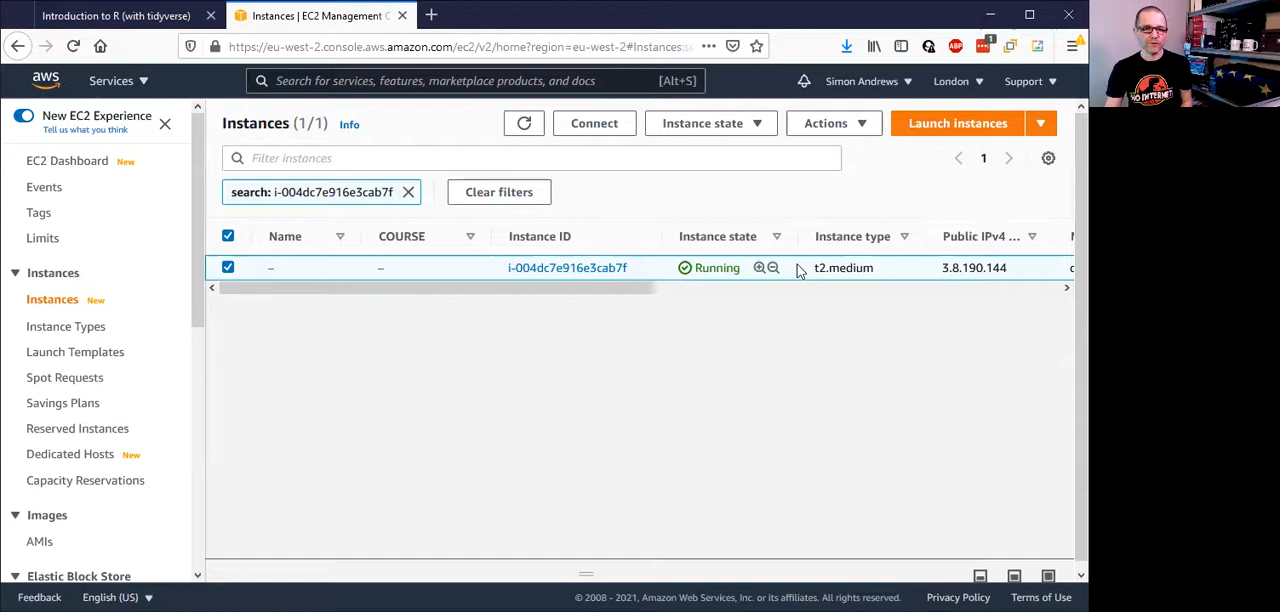 Introduction to R (with tidyverse)
Instances | EC2 Management C
https://eu-west-2.console.aws.amazon.com/ec2/v2/home?region=eu-west-2#Instances:s
ABP
1
aws
Services
Search for services, features, marketplace products, and docs
[Alt+S]
Simon Andrews
London
Support
New EC2 Experience
Tell us what you think
EC2 Dashboard New
Events
Tags
Limits
Instances
Instances New
Instance Types
Launch Templates
Spot Requests
Savings Plans
Reserved Instances
Dedicated Hosts New
Capacity Reservations
Images
AMIs
Elastic Block Store
Instances (1/1) Info
Connect
Instance state
Actions
Launch instances
Filter instances
1
search: i-004dc7e916e3cab7f
Clear filters
Name COURSE Instance ID Instance state Instance type Public IPv4 ...
– – i-004dc7e916e3cab7f Running t2.medium 3.8.190.144
NO INTERNET
Feedback English (US) © 2008 - 2021, Amazon Web Services, Inc. or its affiliates. All rights reserved. Privacy Policy Terms of Use